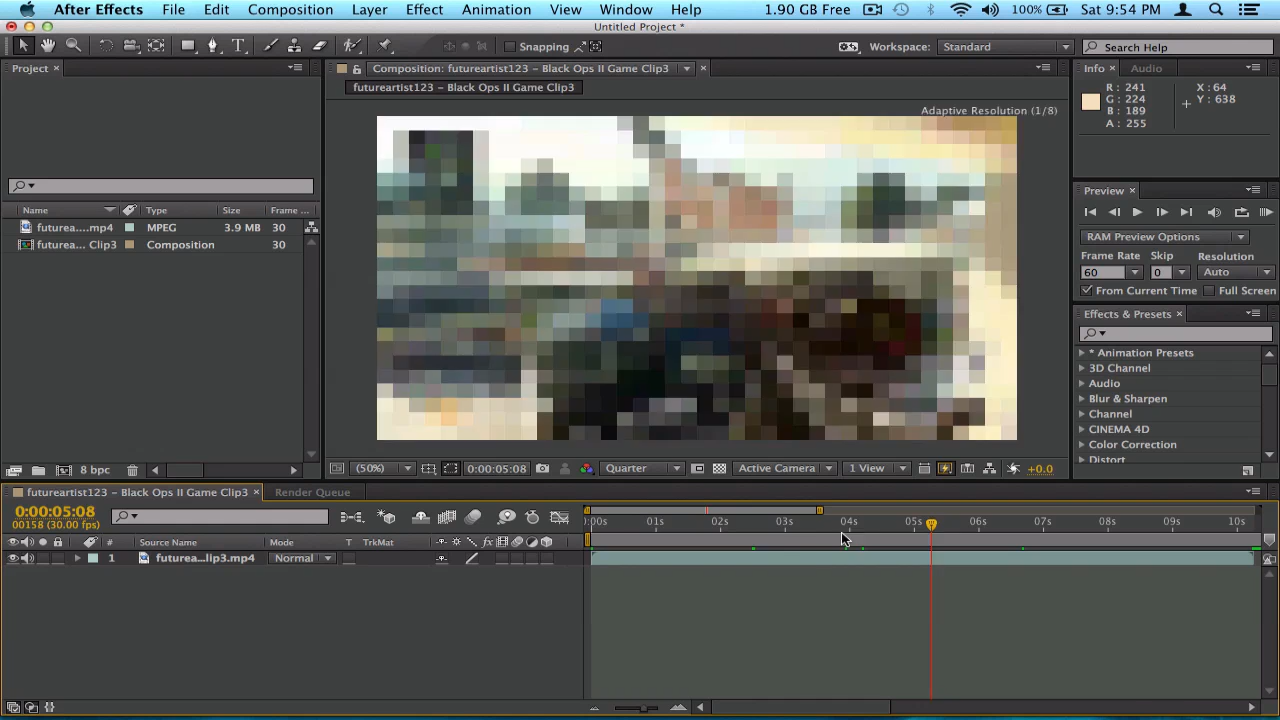 After Effects File Edit Composition Layer Effect Animation View Window Help 1.90 GB Free 100% Sat 9:54 PM
Untitled Project *
Snapping Workspace: Standard Search Help
Project Composition: futureartist123 – Black Ops II Game Clip3 Info Audio
futureartist123 – Black Ops II Game Clip3
R: 241 X: 64
G: 224 Y: 638
B: 189
A: 255
Adaptive Resolution (1/8)
Preview
Name Type Size Frame ...
futurea....mp4 MPEG 3.9 MB 30
futurea... Clip3 Composition 30
RAM Preview Options
Frame Rate Skip Resolution
60 0 Auto
From Current Time Full Screen
Effects & Presets
* Animation Presets
3D Channel
Audio
Blur & Sharpen
Channel
CINEMA 4D
Color Correction
Distort
8 bpc (50%) 0:00:05:08 Quarter Active Camera 1 View +0.0
futureartist123 – Black Ops II Game Clip3 Render Queue
0:00:05:08
00158 (30.00 fps)
:00s 01s 02s 03s 04s 05s 06s 07s 08s 09s 10s
# Source Name Mode T TrkMat
1 futurea...lip3.mp4 Normal